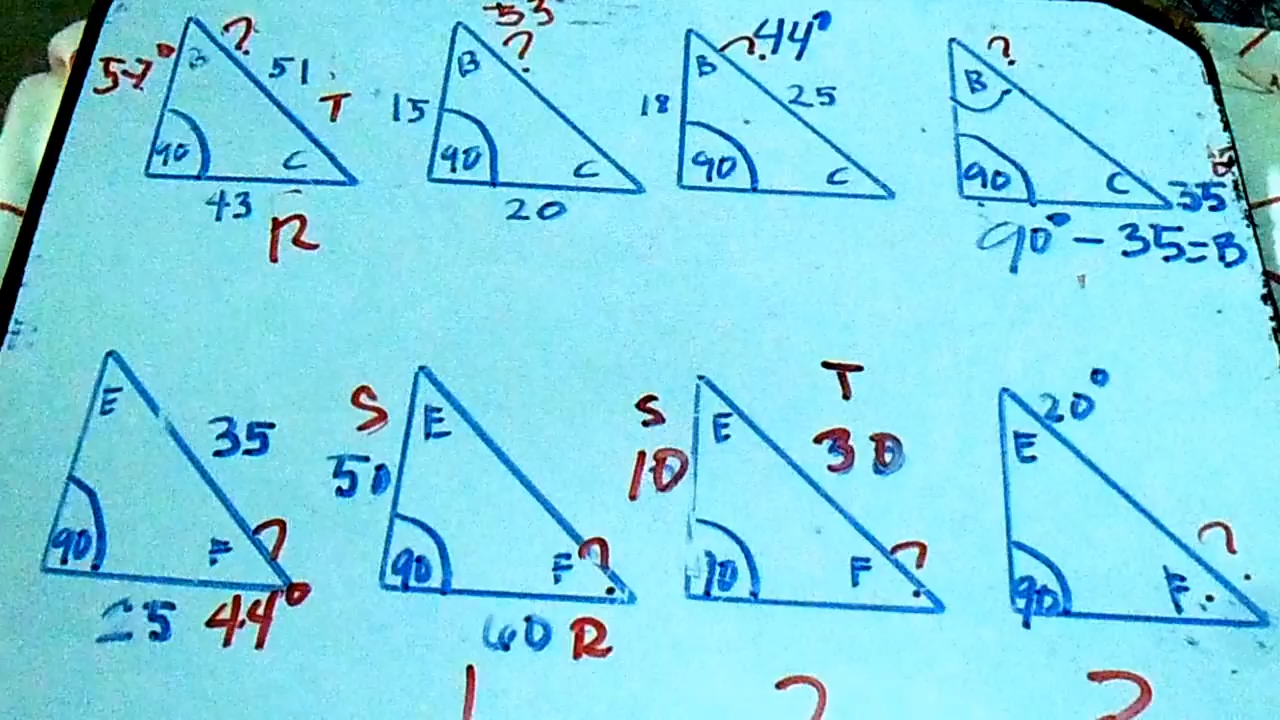 57° B ? 51 T
90 C
43 R
53° ?
B
15 90 C
20
? 44°
B 25
18 90 C
?
B
90 C 35
90° - 35 = B
E 35
90 F ?
25 44°
S E
50
90 F ?
60 R
S E T
10 30
90 F ?
20°
E
?
90 F
1 2 3